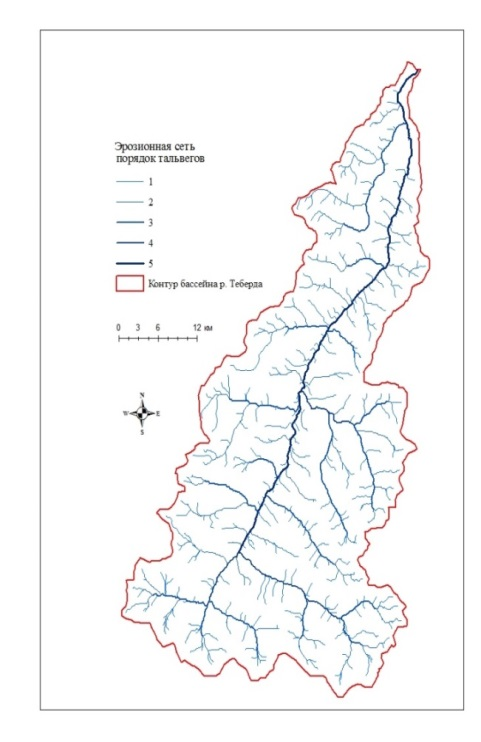 Эрозионная сеть
порядок тальвегов
1
2
3
4
5
Контур бассейна р. Теберда
0 3 6 12 км
N
W E
S